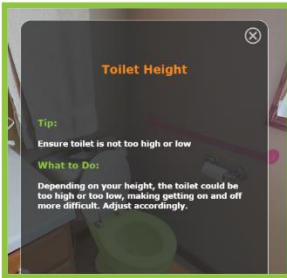 Toilet Height
Tip:
Ensure toilet is not too high or low
What to Do:
Depending on your height, the toilet could be
too high or too low, making getting on and off
more difficult. Adjust accordingly.